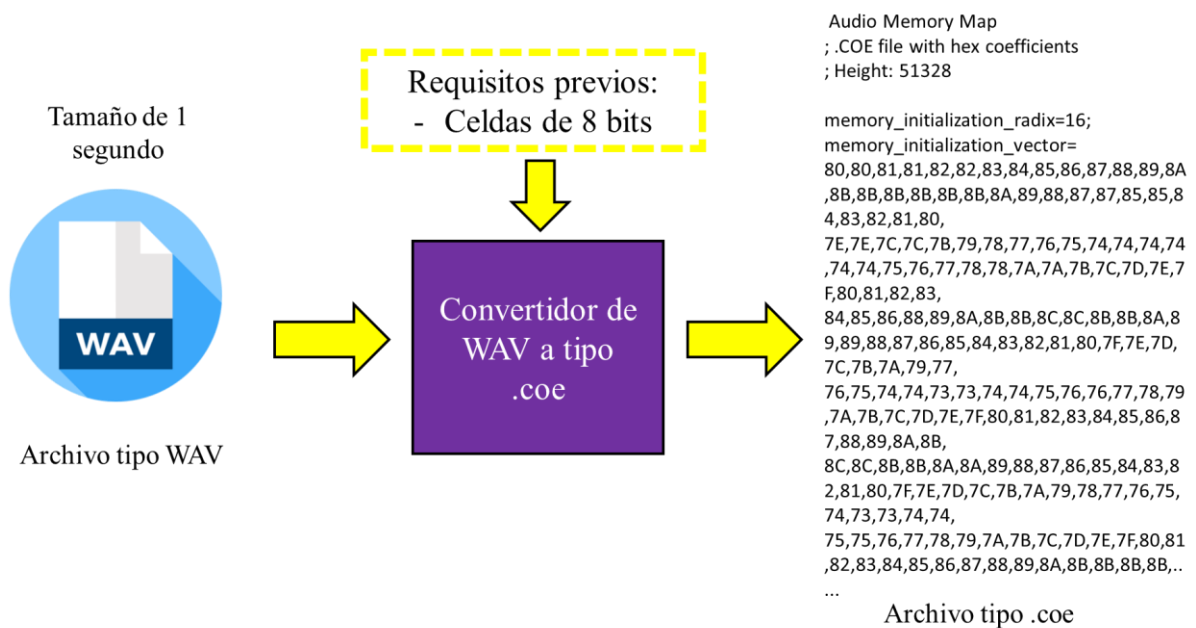 Tamaño de 1
segundo
WAV
Archivo tipo WAV
Requisitos previos:
- Celdas de 8 bits
Convertidor de
WAV a tipo
.coe
Audio Memory Map
; .COE file with hex coefficients
; Height: 51328
memory_initialization_radix=16;
memory_initialization_vector=
80,80,81,81,82,82,83,84,85,86,87,88,89,8A
,8B,8B,8B,8B,8B,8B,8A,89,88,87,87,85,85,8
4,83,82,81,80,
7E,7E,7C,7C,7B,79,78,77,76,75,74,74,74,74
,74,74,75,76,77,78,78,7A,7A,7B,7C,7D,7E,7
F,80,81,82,83,
84,85,86,88,89,8A,8B,8B,8C,8C,8B,8B,8A,8
9,89,88,87,86,85,84,83,82,81,80,7F,7E,7D,
7C,7B,7A,79,77,
76,75,74,74,73,73,74,74,75,76,76,77,78,79
,7A,7B,7C,7D,7E,7F,80,81,82,83,84,85,86,8
7,88,89,8A,8B,
8C,8C,8B,8B,8A,8A,89,88,87,86,85,84,83,8
2,81,80,7F,7E,7D,7C,7B,7A,79,78,77,76,75,
74,73,73,74,74,
75,75,76,77,78,79,7A,7B,7C,7D,7E,7F,80,81
,82,83,84,85,86,87,88,89,8A,8B,8B,8B,8B,..
...
Archivo tipo .coe